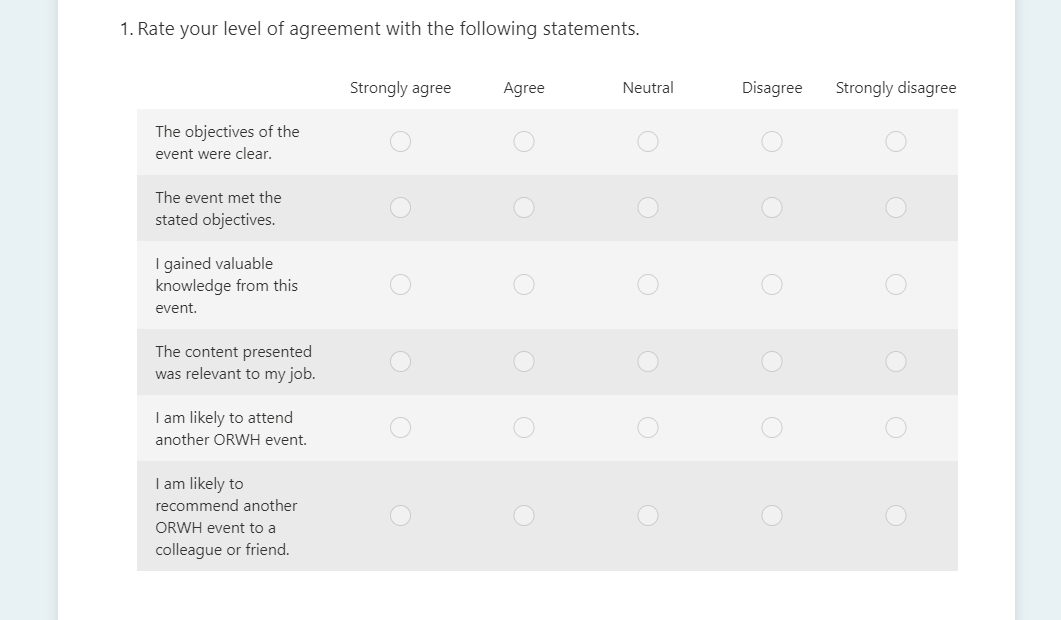 1. Rate your level of agreement with the following statements.
Strongly agree Agree Neutral Disagree Strongly disagree
The objectives of the
event were clear.
The event met the
stated objectives.
I gained valuable
knowledge from this
event.
The content presented
was relevant to my job.
I am likely to attend
another ORWH event.
I am likely to
recommend another
ORWH event to a
colleague or friend.